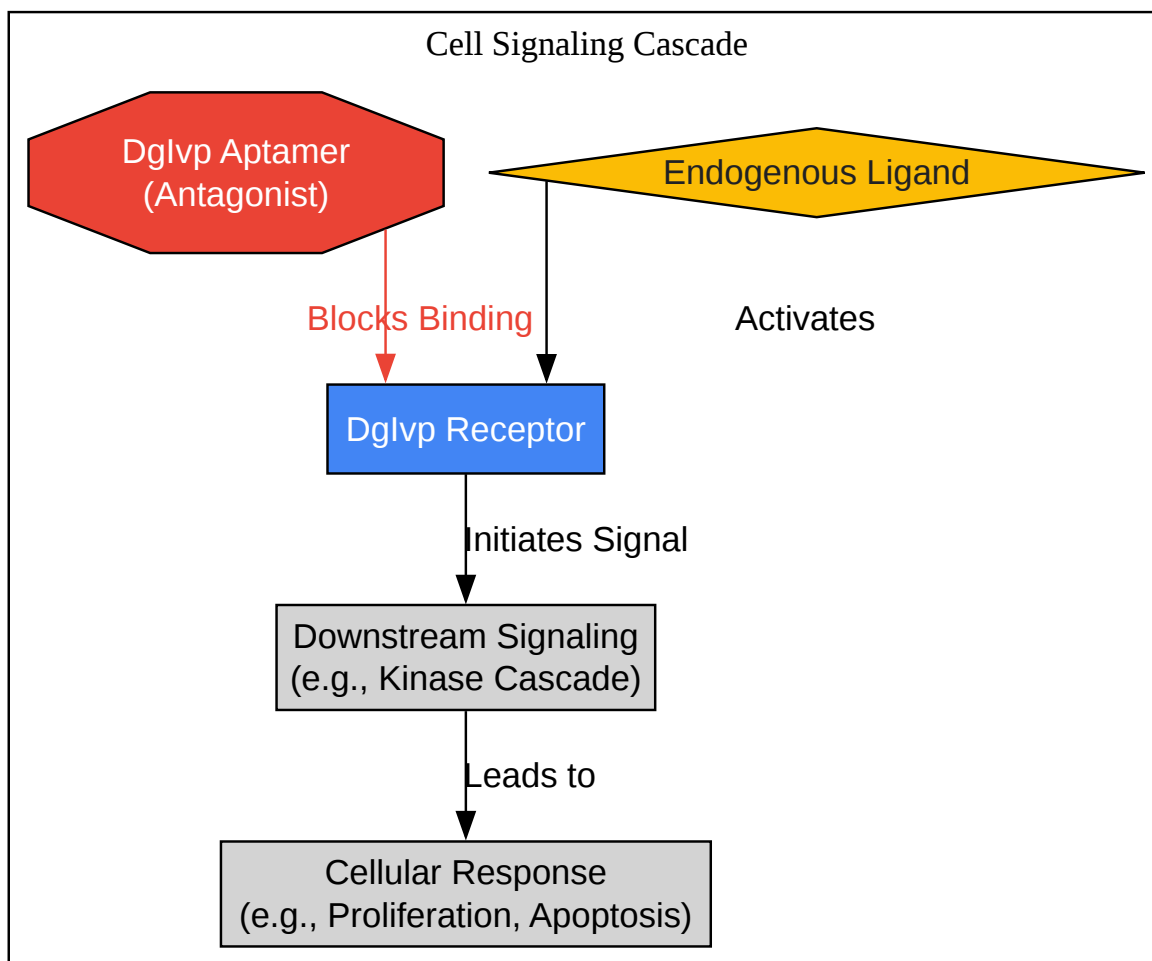 Cell Signaling Cascade
DgIvp Aptamer
(Antagonist)
Endogenous Ligand
Blocks Binding
Activates
DgIvp Receptor
Initiates Signal
Downstream Signaling
(e.g., Kinase Cascade)
Leads to
Cellular Response
(e.g., Proliferation, Apoptosis)